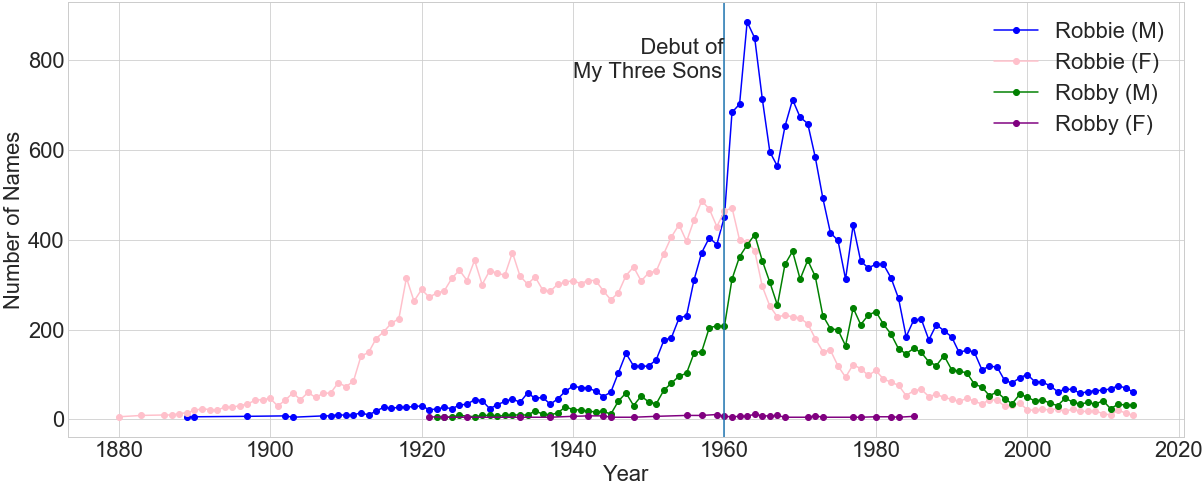 Debut of
My Three Sons
Robbie (M)
Robbie (F)
Robby (M)
Robby (F)
Number of Names
800
600
400
200
0
1880 1900 1920 1940 1960 1980 2000 2020
Year